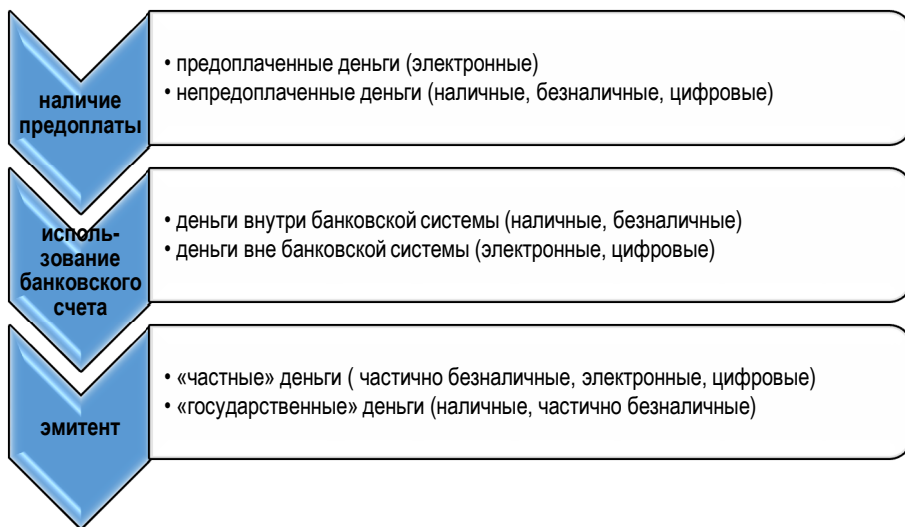 наличие
предоплаты
• предоплаченные деньги (электронные)
• непредоплаченные деньги (наличные, безналичные, цифровые)
исполь-
зование
банковского
счета
• деньги внутри банковской системы (наличные, безналичные)
• деньги вне банковской системы (электронные, цифровые)
эмитент
• «частные» деньги ( частично безналичные, электронные, цифровые)
• «государственные» деньги (наличные, частично безналичные)